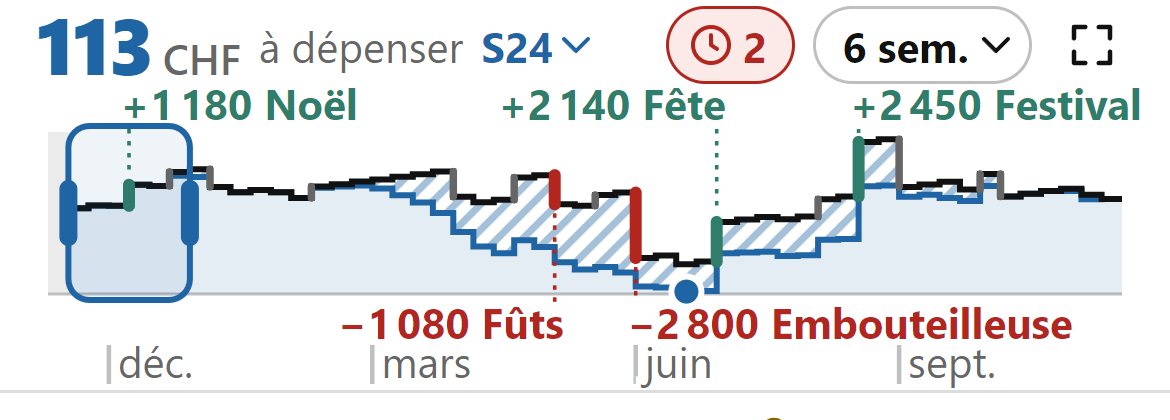 113 CHF à dépenser S24 2 6 sem.
+1 180 Noël +2 140 Fête +2 450 Festival
−1 080 Fûts −2 800 Embouteilleuse
déc. mars juin sept.